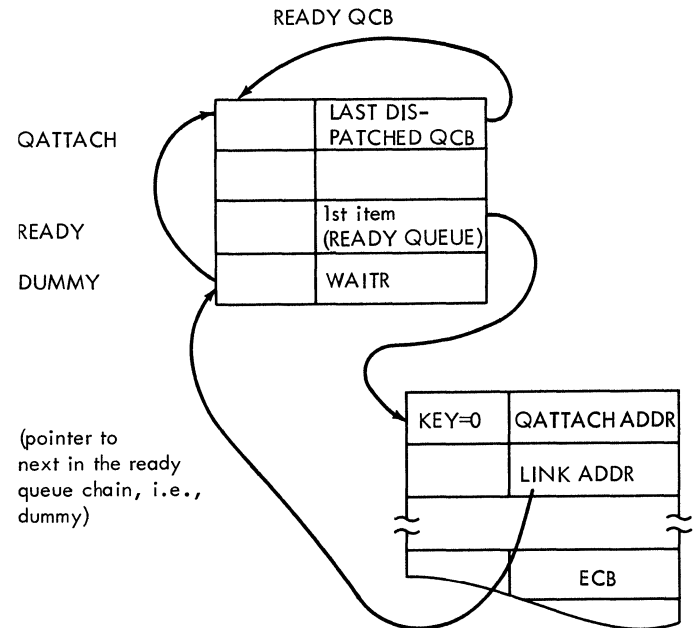 READY QCB
LAST DIS-
PATCHED QCB
QATTACH
1st item
READY
(READY QUEUE)
DUMMY
WAITR
KEY=0
QATTACH ADDR
LINK ADDR
(pointer to
next in the ready
queue chain, i.e.,
dummy)
ECB